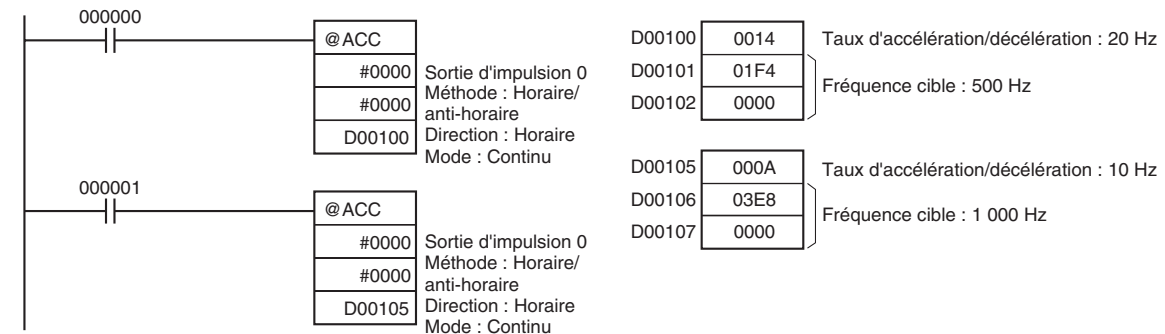 000000
@ACC
#0000 Sortie d'impulsion 0
#0000 Méthode : Horaire/
anti-horaire
D00100 Direction : Horaire
Mode : Continu
D00100 0014 Taux d'accélération/décélération : 20 Hz
D00101 01F4
Fréquence cible : 500 Hz
D00102 0000
000001
@ACC
#0000 Sortie d'impulsion 0
#0000 Méthode : Horaire/
anti-horaire
D00105 Direction : Horaire
Mode : Continu
D00105 000A Taux d'accélération/décélération : 10 Hz
D00106 03E8
Fréquence cible : 1 000 Hz
D00107 0000